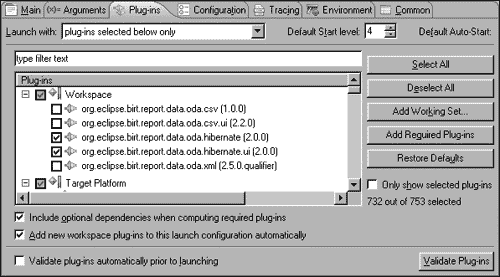 Main (x)= Arguments Plug-ins Configuration Tracing Environment Common
Launch with: plug-ins selected below only Default Start level: 4 Default Auto-Start:
type filter text
Select All
Plug-ins
Deselect All
Workspace
org.eclipse.birt.report.data.oda.csv (1.0.0)
Add Working Set...
org.eclipse.birt.report.data.oda.csv.ui (2.2.0)
org.eclipse.birt.report.data.oda.hibernate (2.0.0)
Add Required Plug-ins
org.eclipse.birt.report.data.oda.hibernate.ui (2.0.0)
org.eclipse.birt.report.data.oda.xml (2.5.0.qualifier)
Restore Defaults
Target Platform
Only show selected plug-ins
732 out of 753 selected
Include optional dependencies when computing required plug-ins
Add new workspace plug-ins to this launch configuration automatically
Validate plug-ins automatically prior to launching
Validate Plug-ins